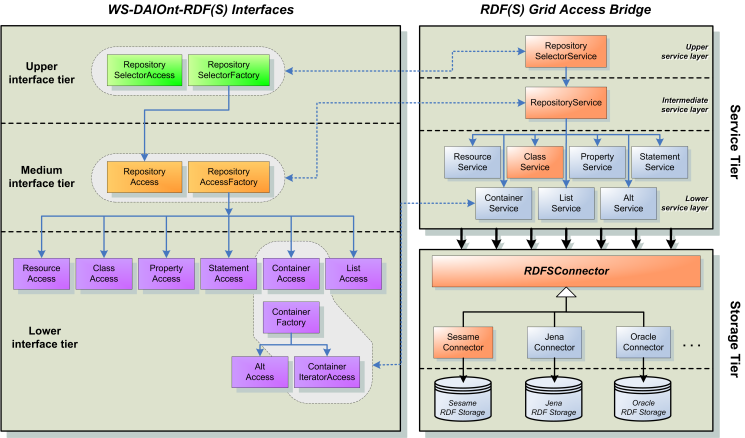 WS-DAIOnt-RDF(S) Interfaces
Upper
interface tier
Repository
SelectorAccess
Repository
SelectorFactory
Medium
interface tier
Repository
Access
Repository
AccessFactory
Resource
Access
Class
Access
Property
Access
Statement
Access
Container
Access
List
Access
Lower
interface tier
Container
Factory
Alt
Access
Container
IteratorAccess
RDF(S) Grid Access Bridge
Repository
SelectorService
Upper
service layer
RepositoryService
Intermediate
service layer
Resource
Service
Class
Service
Property
Service
Statement
Service
Container
Service
List
Service
Alt
Service
Lower
service layer
Service Tier
RDFSConnector
Sesame
Connector
Jena
Connector
Oracle
Connector
. . .
Sesame
RDF Storage
Jena
RDF Storage
Oracle
RDF Storage
Storage Tier